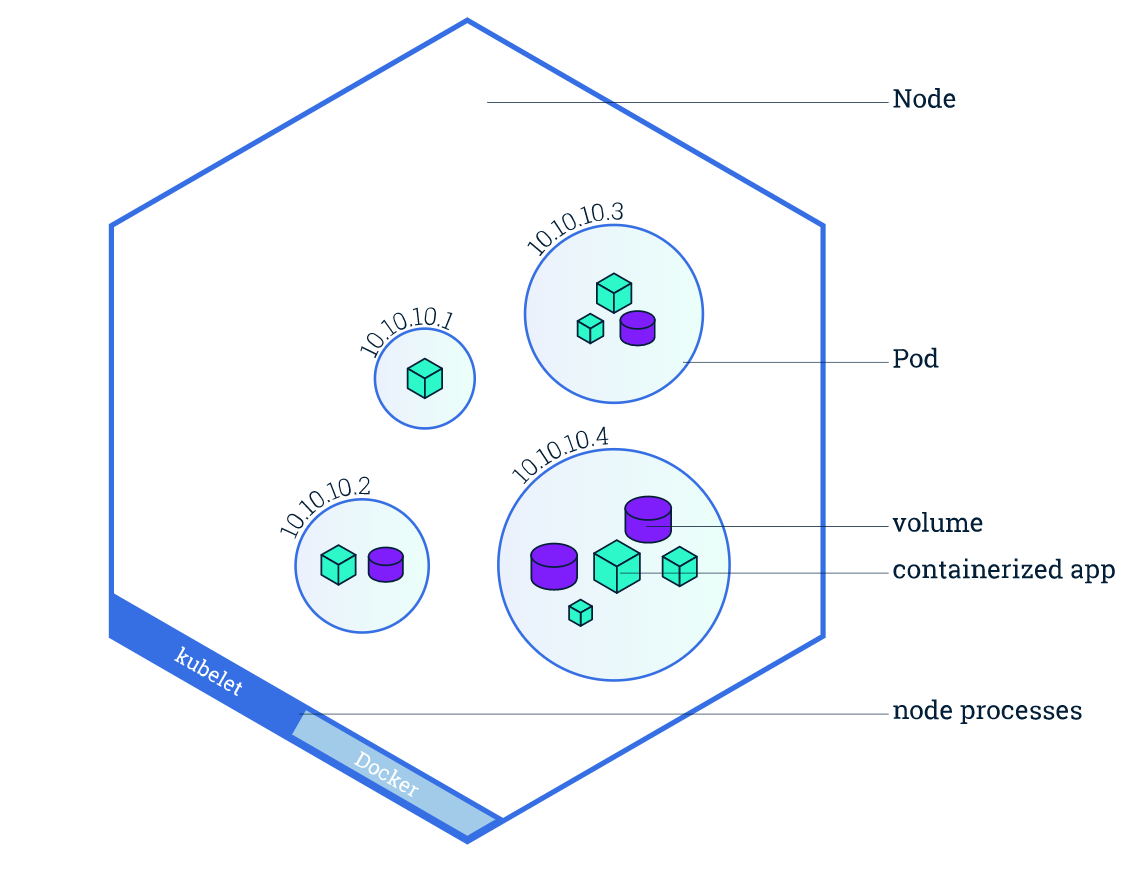 Node
10.10.10.3
10.10.10.1
Pod
10.10.10.4
10.10.10.2
volume
containerized app
kubelet
node processes
Docker